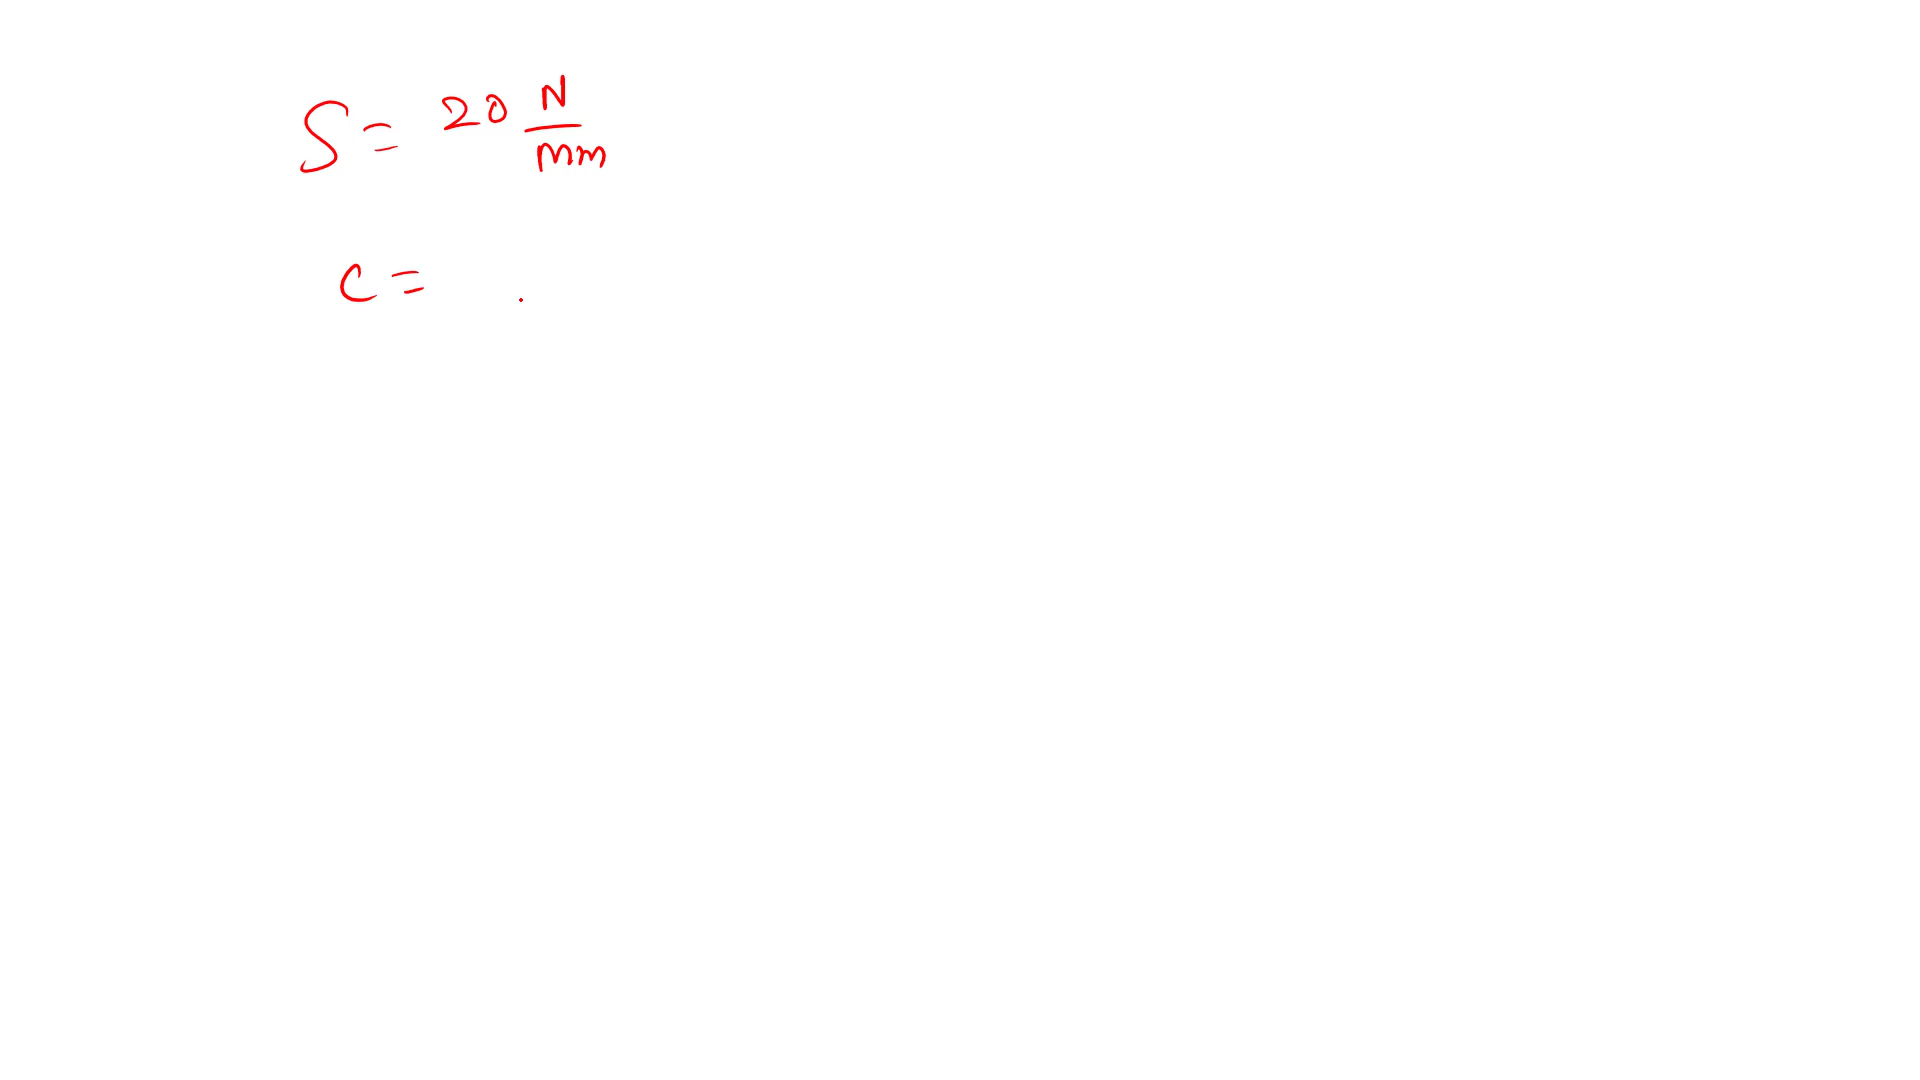 S = 20 N/mm
C =